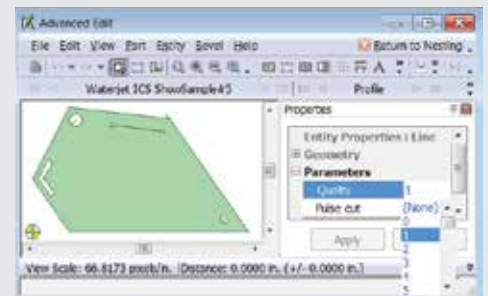 Advanced Edit
File Edit View Part Entity Bevel Help
Return to Nesting
Waterjet ICS ShowSample#5
Profile
Properties
Entity Properties : Line
Geometry
Parameters
Quality 1
Pulse cut (None)
0
1
2
3
4
5
Apply
View Scale: 66.8173 pixels/in. Distance: 0.0000 in. (+/- 0.0000 in.)